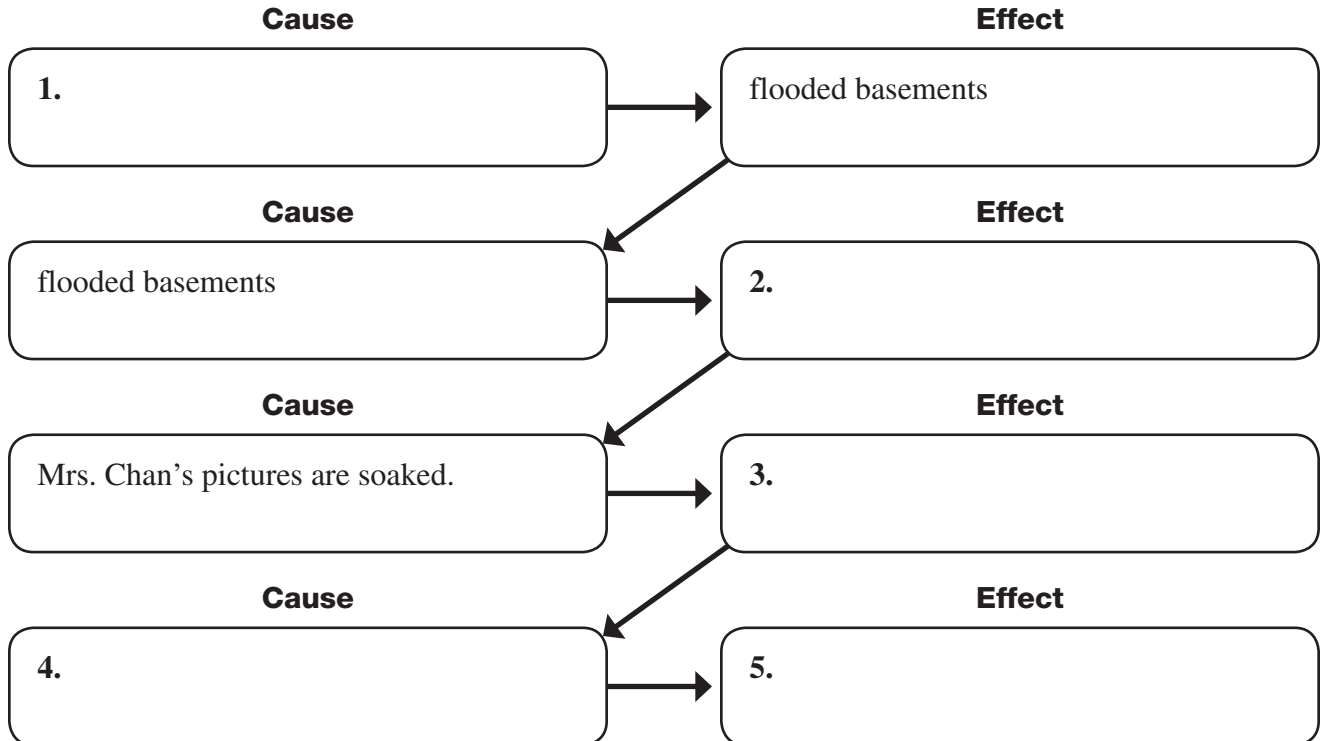 Cause
Effect
1.
flooded basements
Cause
Effect
flooded basements
2.
Cause
Effect
Mrs. Chan’s pictures are soaked.
3.
Cause
Effect
4.
5.